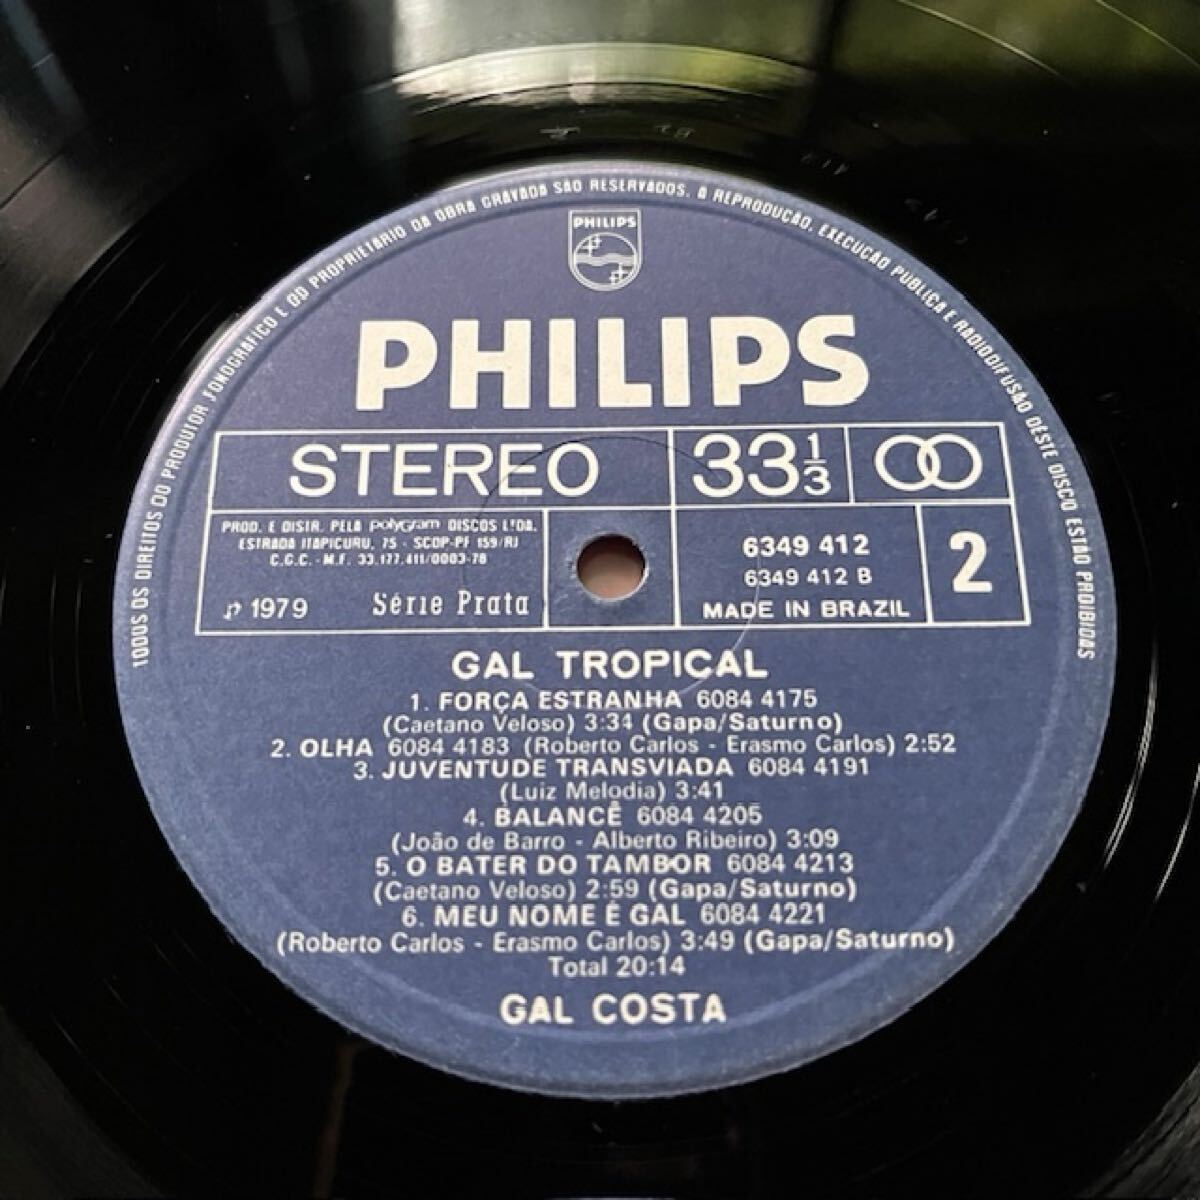 TODOS OS DIREITOS DO PRODUTOR FONOGRÁFICO E DO PROPRIETÁRIO DA OBRA GRAVADA SÃO RESERVADOS. A REPRODUÇÃO, EXECUÇÃO PÚBLICA E RADIODIFUSÃO DESTE DISCO ESTÃO PROIBIDAS
PHILIPS
PHILIPS
STEREO 33 1/3
PROD. E DISTR. PELA polygram DISCOS LTDA.
ESTRADA ITAPICURU, 75 - SCDP-PF 159/RJ
C.G.C. - M.F. 33.177.411/0003-78
℗ 1979 Série Prata
6349 412
6349 412 B
MADE IN BRAZIL
2
GAL TROPICAL
1. FORÇA ESTRANHA 6084 4175
(Caetano Veloso) 3:34 (Gapa/Saturno)
2. OLHA 6084 4183 (Roberto Carlos - Erasmo Carlos) 2:52
3. JUVENTUDE TRANSVIADA 6084 4191
(Luiz Melodia) 3:41
4. BALANCÊ 6084 4205
(João de Barro - Alberto Ribeiro) 3:09
5. O BATER DO TAMBOR 6084 4213
(Caetano Veloso) 2:59 (Gapa/Saturno)
6. MEU NOME É GAL 6084 4221
(Roberto Carlos - Erasmo Carlos) 3:49 (Gapa/Saturno)
Total 20:14
GAL COSTA